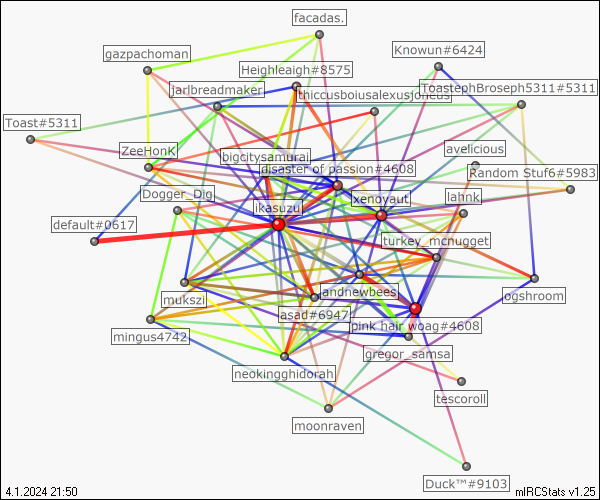 facadas.
gazpachoman
Knowun#6424
Heighleaigh#8575
ToastephBroseph5311#5311
jarlbreadmaker
thiccusboiusalexusjoneus
Toast#5311
ZeeHonK
avelicious
bigcitysamurai
disaster of passion#4608
Random Stuf6#5983
Dogger_Dig
xenoyaut
lahnk
ikasuzu
default#0617
turkey_mcnugget
mukszi
landnewbees
ogshroom
asad#6947
mingus4742
pink hair woag#4608
gregor_samsa
neokingghidorah
tescoroll
moonraven
Duck™#9103
4.1.2024 21:50
mIRCStats v1.25